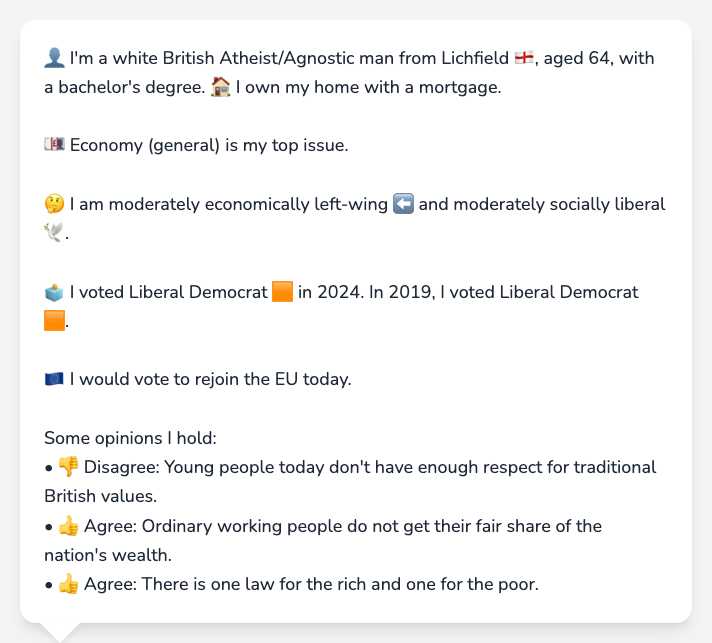 👤 I'm a white British Atheist/Agnostic man from Lichfield 🏴󠁧󠁢󠁥󠁮󠁧󠁿, aged 64, with
a bachelor's degree. 🏠 I own my home with a mortgage.
💷 Economy (general) is my top issue.
🤔 I am moderately economically left-wing ⬅️ and moderately socially liberal
🕊️.
🗳️ I voted Liberal Democrat 🟧 in 2024. In 2019, I voted Liberal Democrat
🟧.
🇪🇺 I would vote to rejoin the EU today.
Some opinions I hold:
• 👎 Disagree: Young people today don't have enough respect for traditional
British values.
• 👍 Agree: Ordinary working people do not get their fair share of the
nation's wealth.
• 👍 Agree: There is one law for the rich and one for the poor.